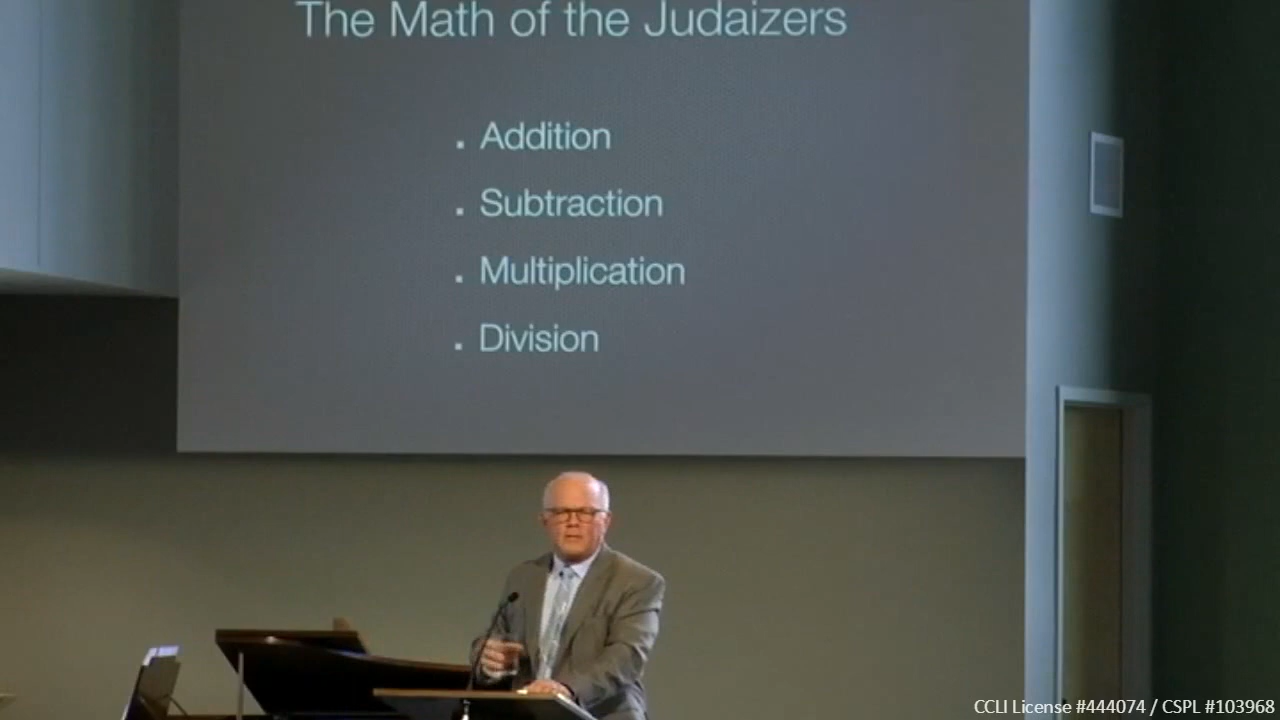 The Math of the Judaizers
. Addition
. Subtraction
. Multiplication
. Division
CCLI License #444074 / CSPL #103968